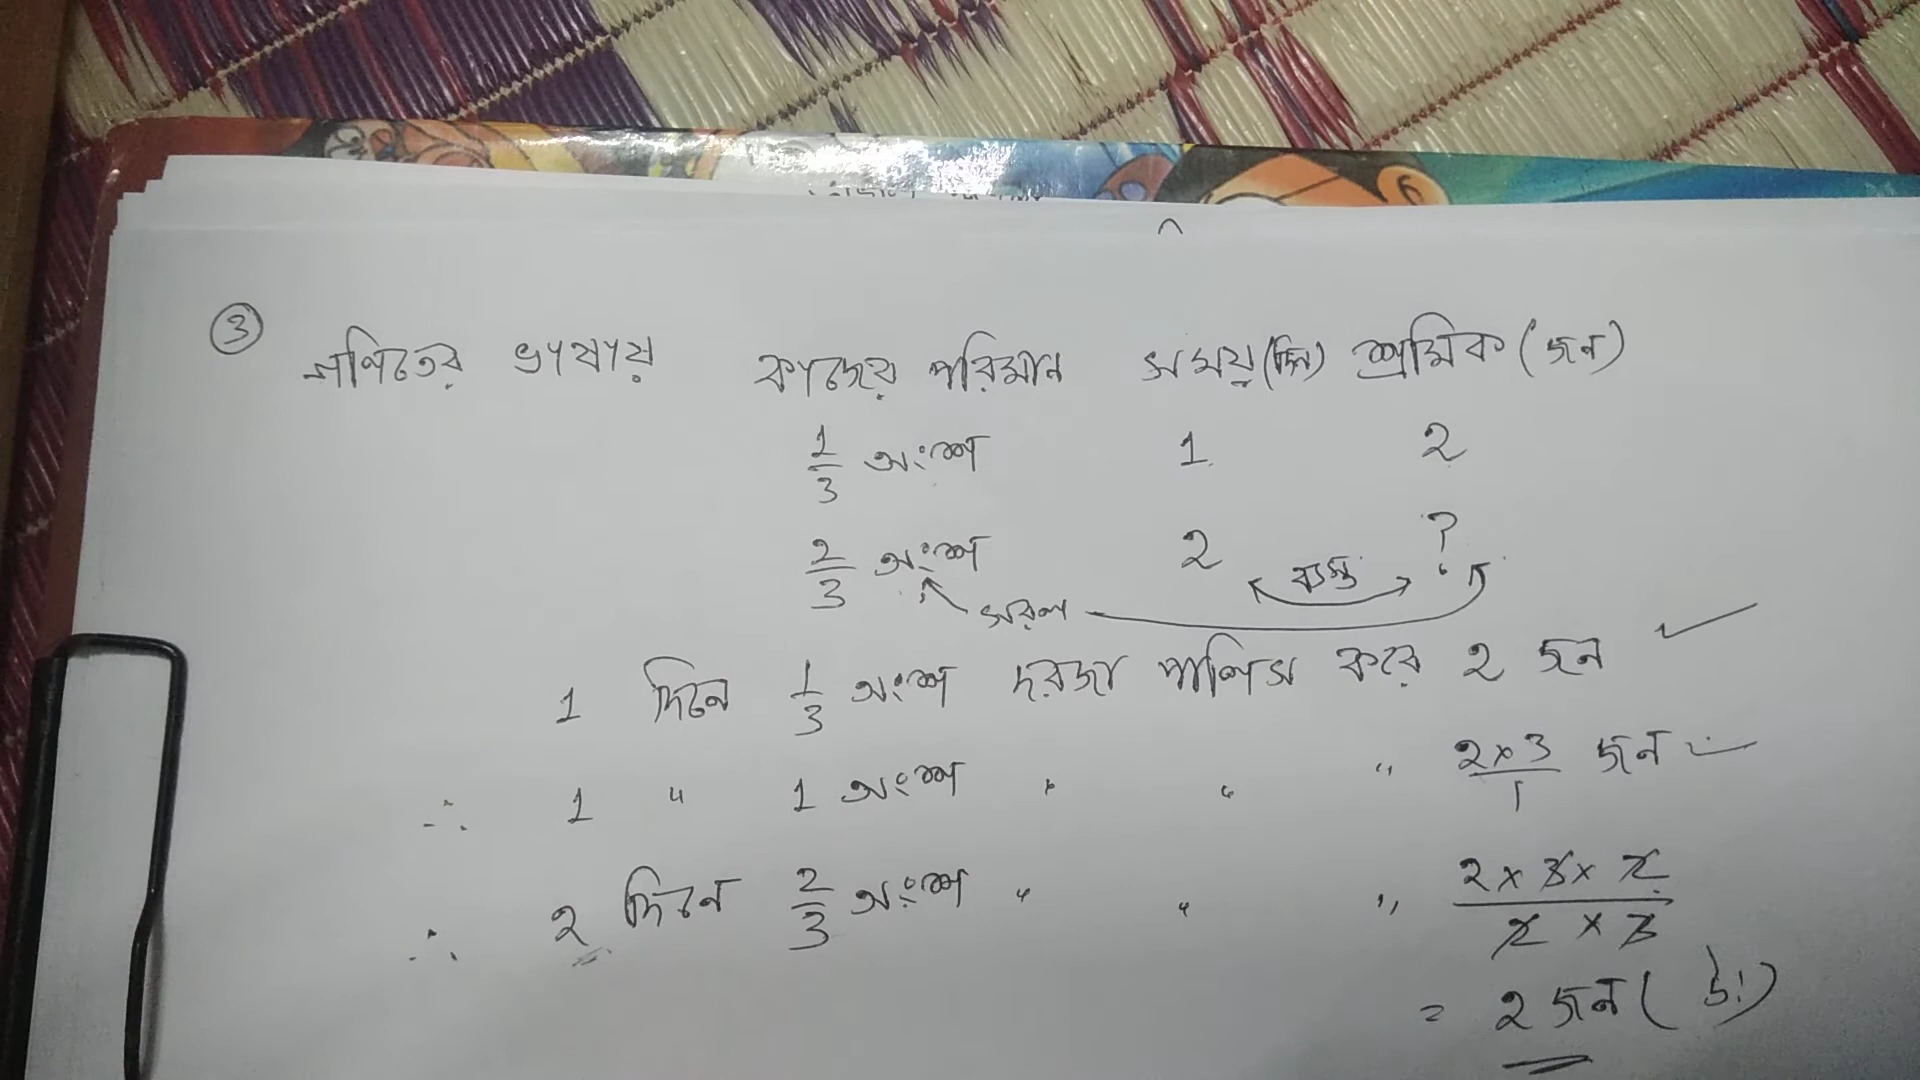 ③ গণিতের ভাষায় কাজের পরিমান সময়(দিন) শ্রমিক (জন)
1/3 অংশ 1 2
2/3 অংশ 2 ?
ব্যস্ত
সরল
1 দিনে 1/3 অংশ দরজা পালিস করে 2 জন
∴ 1 " 1 অংশ " " " 2×3/1 জন
∴ 2 দিনে 2/3 অংশ " " " 2×3×2/2×3
= 2 জন (উঃ)